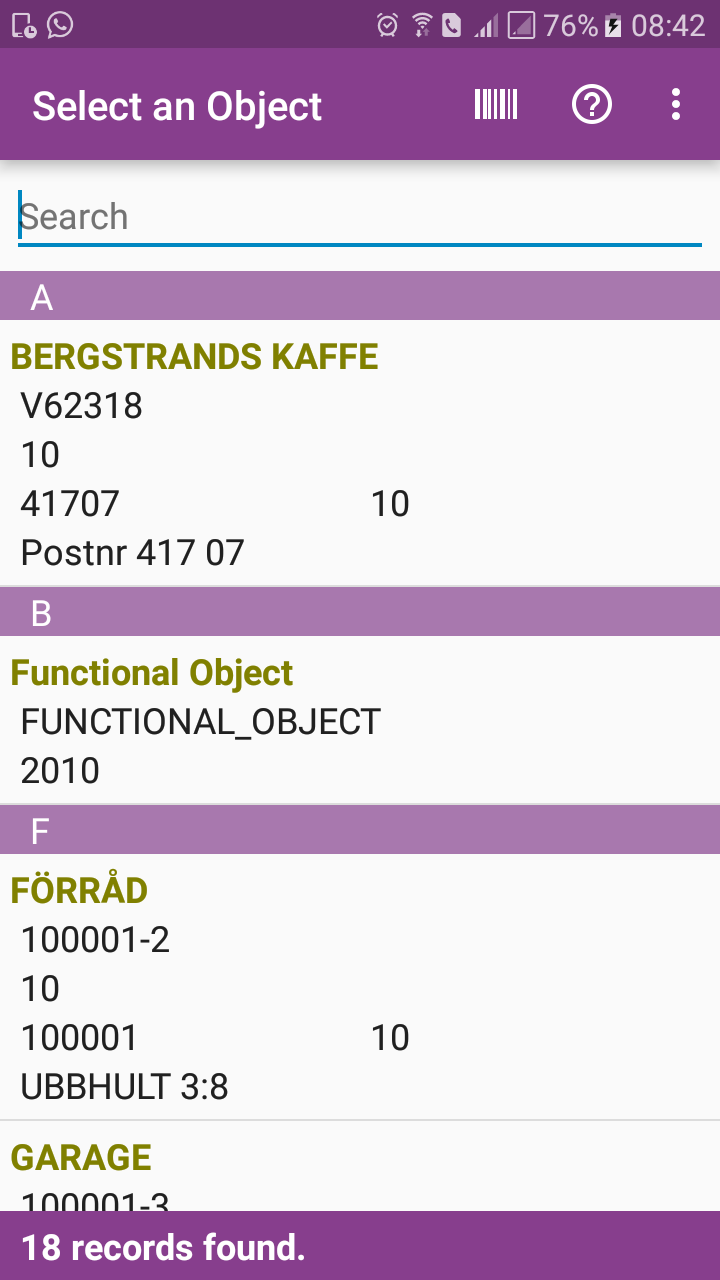 76% 08:42
Select an Object
Search
A
BERGSTRANDS KAFFE
V62318
10
41707 10
Postnr 417 07
B
Functional Object
FUNCTIONAL_OBJECT
2010
F
FÖRRÅD
100001-2
10
100001 10
UBBHULT 3:8
GARAGE
100001-3
18 records found.